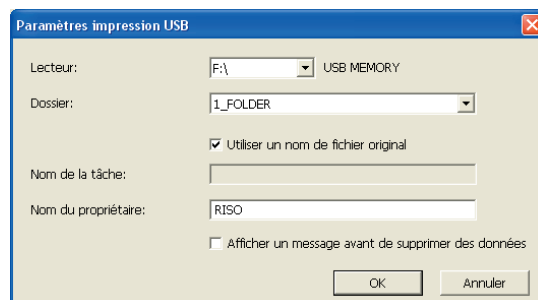 Paramètres impression USB
Lecteur: F:\ USB MEMORY
Dossier: 1_FOLDER
Utiliser un nom de fichier original
Nom de la tâche:
Nom du propriétaire: RISO
Afficher un message avant de supprimer des données
OK Annuler